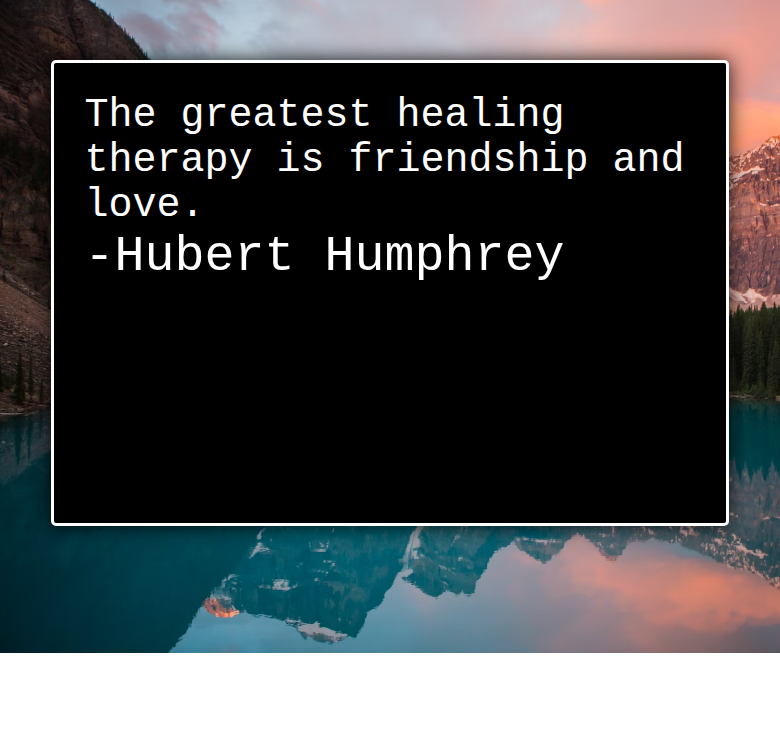 The greatest healing
therapy is friendship and
love.
-Hubert Humphrey